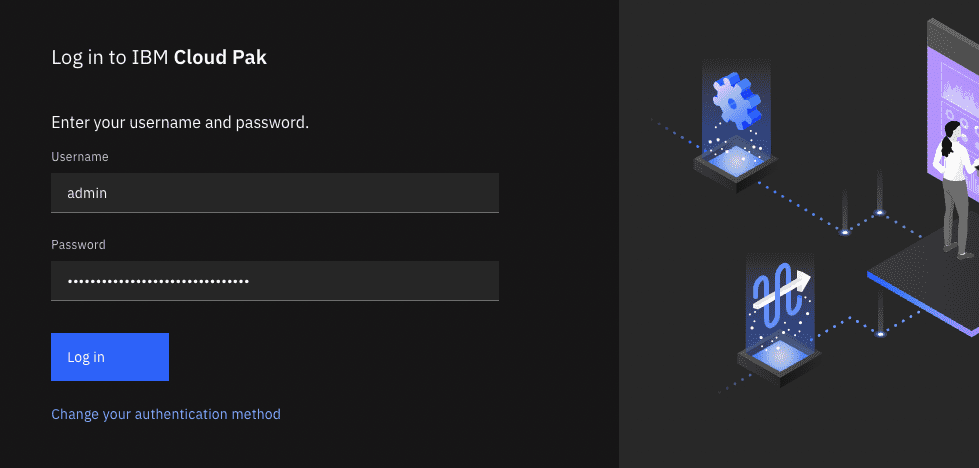 Log in to IBM Cloud Pak
Enter your username and password.
Username
admin
Password
••••••••••••••••••••••••••••••••
Log in
Change your authentication method